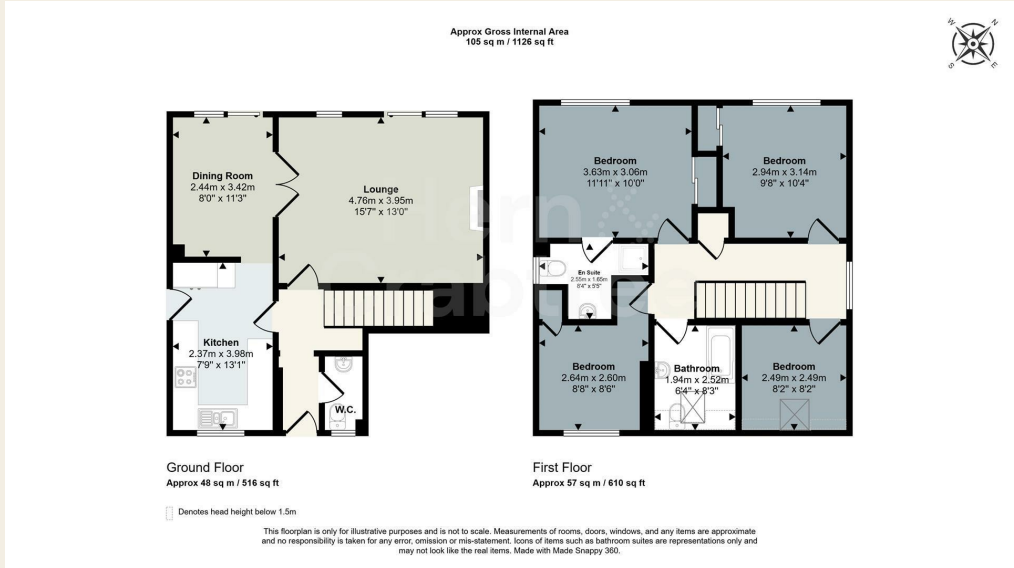 Approx Gross Internal Area
105 sq m / 1126 sq ft
W
N
S
E
Dining Room
2.44m x 3.42m
8'0" x 11'3"
Lounge
4.76m x 3.95m
15'7" x 13'0"
Kitchen
2.37m x 3.98m
7'9" x 13'1"
W.C.
Bedroom
3.63m x 3.06m
11'11" x 10'0"
Bedroom
2.94m x 3.14m
9'8" x 10'4"
En Suite
2.55m x 1.65m
8'4" x 5'5"
Bedroom
2.64m x 2.60m
8'8" x 8'6"
Bathroom
1.94m x 2.52m
6'4" x 8'3"
Bedroom
2.49m x 2.49m
8'2" x 8'2"
Ground Floor
Approx 48 sq m / 516 sq ft
First Floor
Approx 57 sq m / 610 sq ft
Denotes head height below 1.5m
This floorplan is only for illustrative purposes and is not to scale. Measurements of rooms, doors, windows, and any items are approximate
and no responsibility is taken for any error, omission or mis-statement. Icons of items such as bathroom suites are representations only and
may not look like the real items. Made with Made Snappy 360.